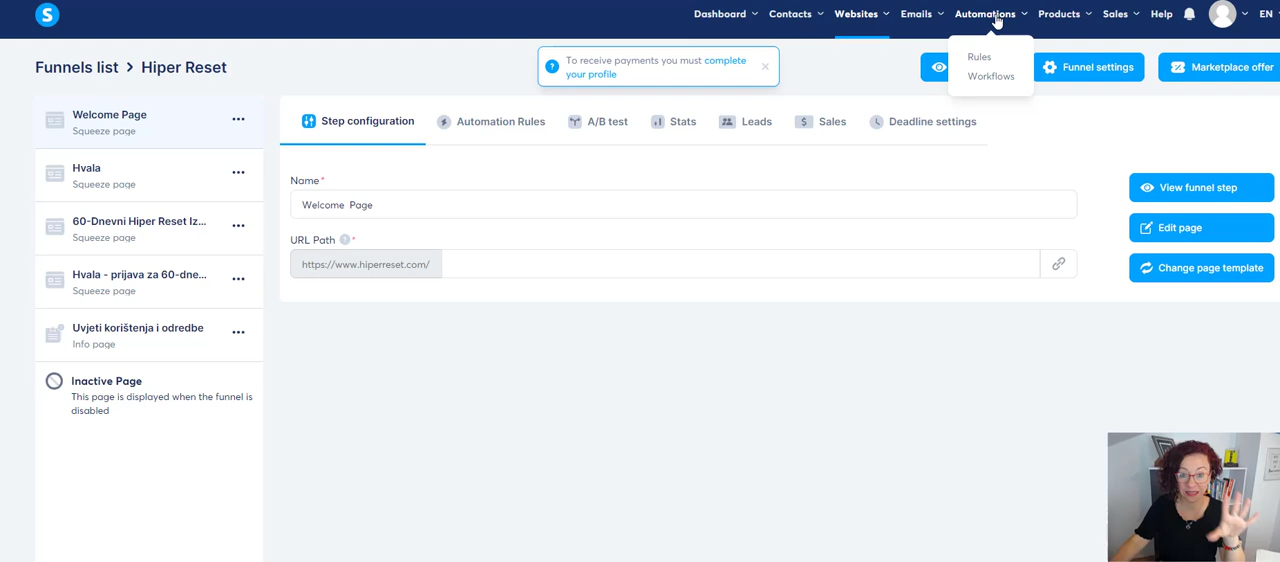 S
Dashboard
Contacts
Websites
Emails
Automations
Products
Sales
Help
EN
Rules
Workflows
Funnels list > Hiper Reset
To receive payments you must complete
your profile
Funnel settings
Marketplace offer
Welcome Page
Squeeze page
Hvala
Squeeze page
60-Dnevni Hiper Reset Iz...
Squeeze page
Hvala - prijava za 60-dne...
Squeeze page
Uvjeti korištenja i odredbe
Info page
Inactive Page
This page is displayed when the funnel is
disabled
Step configuration
Automation Rules
A/B test
Stats
Leads
Sales
Deadline settings
Name*
Welcome Page
URL Path ? *
https://www.hiperreset.com/
View funnel step
Edit page
Change page template